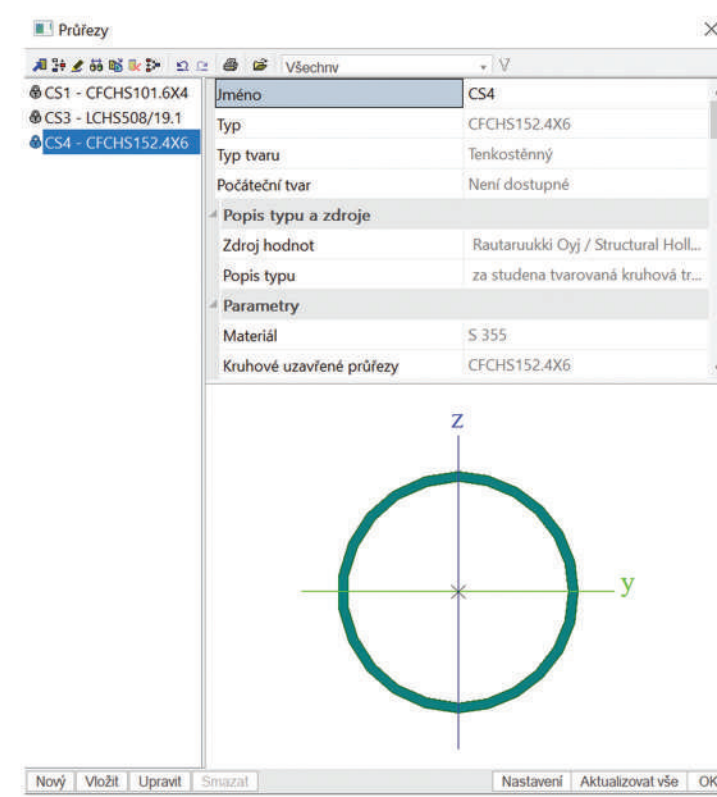 Průřezy
Všechny
CS1 - CFCHS101.6X4
CS3 - LCHS508/19.1
CS4 - CFCHS152.4X6
Jméno CS4
Typ CFCHS152.4X6
Typ tvaru Tenkostěnný
Počáteční tvar Není dostupné
Popis typu a zdroje
Zdroj hodnot Rautaruukki Oyj / Structural Holl...
Popis typu za studena tvarovaná kruhová tr...
Parametry
Materiál S 355
Kruhové uzavřené průřezy CFCHS152.4X6
z
y
Nový Vložit Upravit Smazat Nastavení Aktualizovat vše OK